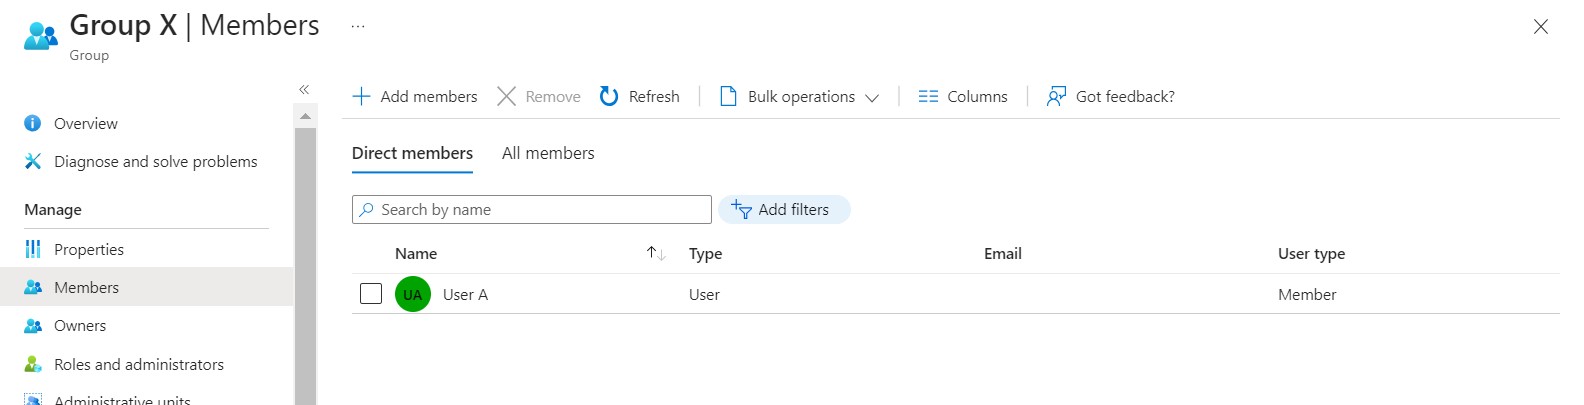 Group X | Members ...
Group
«
Overview
Diagnose and solve problems
Manage
Properties
Members
Owners
Roles and administrators
Administrative units
Add members Remove Refresh Bulk operations Columns Got feedback?
Direct members All members
Search by name Add filters
Name Type Email User type
UA User A User Member